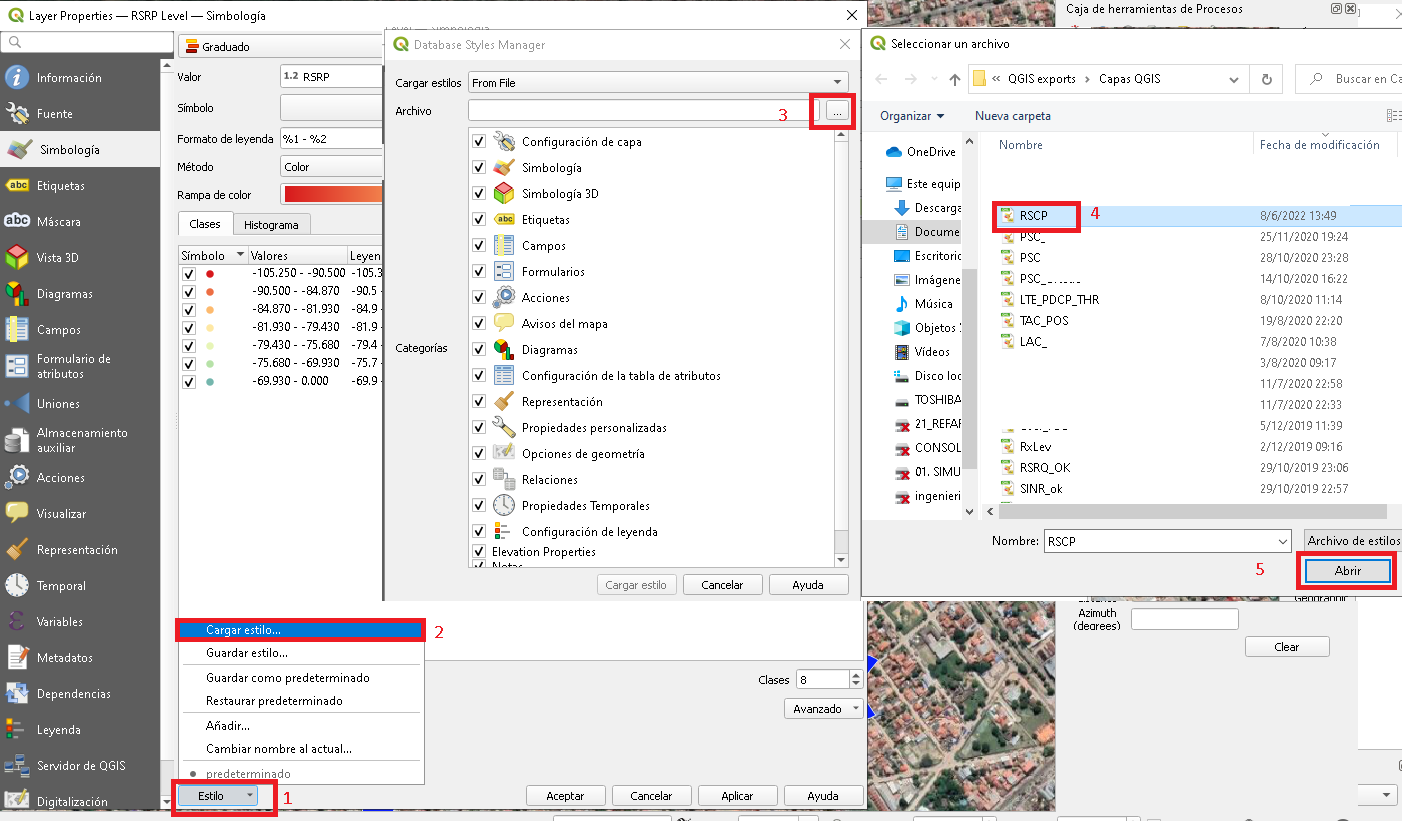 Layer Properties — RSRP Level — Simbología
Información
Fuente
Simbología
Etiquetas
Máscara
Vista 3D
Diagramas
Campos
Formulario de
atributos
Uniones
Almacenamiento
auxiliar
Acciones
Visualizar
Representación
Temporal
Variables
Metadatos
Dependencias
Leyenda
Servidor de QGIS
Digitalización
Graduado
Valor
1.2 RSRP
Símbolo
Formato de leyenda
%1 - %2
Método
Color
Rampa de color
Clases
Histograma
Símbolo
Valores
Leyen
-105.250 - -90.500 -105.3
-90.500 - -84.870 -90.5 -
-84.870 - -81.930 -84.9 -
-81.930 - -79.430 -81.9 -
-79.430 - -75.680 -79.4 -
-75.680 - -69.930 -75.7 -
-69.930 - 0.000 -69.9 -
Cargar estilo... 2
Guardar estilo...
Guardar como predeterminado
Restaurar predeterminado
Añadir...
Cambiar nombre al actual...
predeterminado
Estilo 1
Clases 8
Avanzado
Aceptar
Cancelar
Aplicar
Ayuda
Database Styles Manager
Cargar estilos
From File
Archivo
3
...
Categorías
Configuración de capa
Simbología
Simbología 3D
Etiquetas
Campos
Formularios
Acciones
Avisos del mapa
Diagramas
Configuración de la tabla de atributos
Representación
Propiedades personalizadas
Opciones de geometría
Relaciones
Propiedades Temporales
Configuración de leyenda
Elevation Properties
Notas
Cargar estilo
Cancelar
Ayuda
Caja de herramientas de Procesos
Seleccionar un archivo
« QGIS exports › Capas QGIS
Buscar en Ca
Organizar
Nueva carpeta
OneDrive
Este equip
Descarga
Docume
Escritorio
Imágene
Música
Objetos
Vídeos
Disco loc
TOSHIBA
21_REFAR
CONSOL
01. SIMU
ingenieri
Nombre
Fecha de modificación
RSCP 4 8/6/2022 13:49
PSC_ 25/11/2020 19:24
PSC 28/10/2020 23:28
14/10/2020 16:22
LTE_PDCP_THR 8/10/2020 11:14
TAC_POS 19/8/2020 22:20
LAC_ 7/8/2020 10:38
3/8/2020 09:17
11/7/2020 22:58
11/7/2020 22:33
5/12/2019 11:39
RxLev 2/12/2019 09:16
RSRQ_OK 29/10/2019 23:06
SINR_ok 29/10/2019 22:57
Nombre: RSCP
Archivo de estilos
5
Abrir
Azimuth
(degrees)
Clear